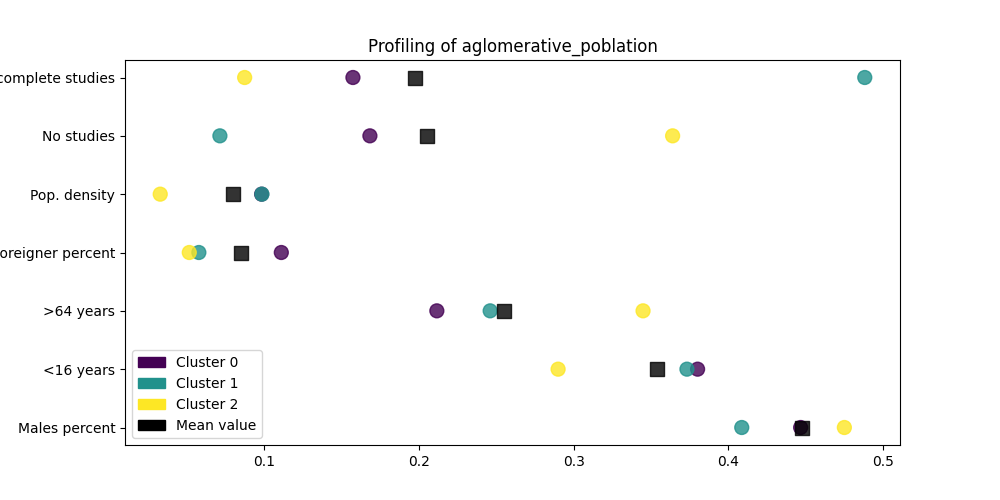 Profiling of aglomerative_poblation
complete studies
No studies
Pop. density
oreigner percent
>64 years
<16 years
Males percent
Cluster 0
Cluster 1
Cluster 2
Mean value
0.1 0.2 0.3 0.4 0.5